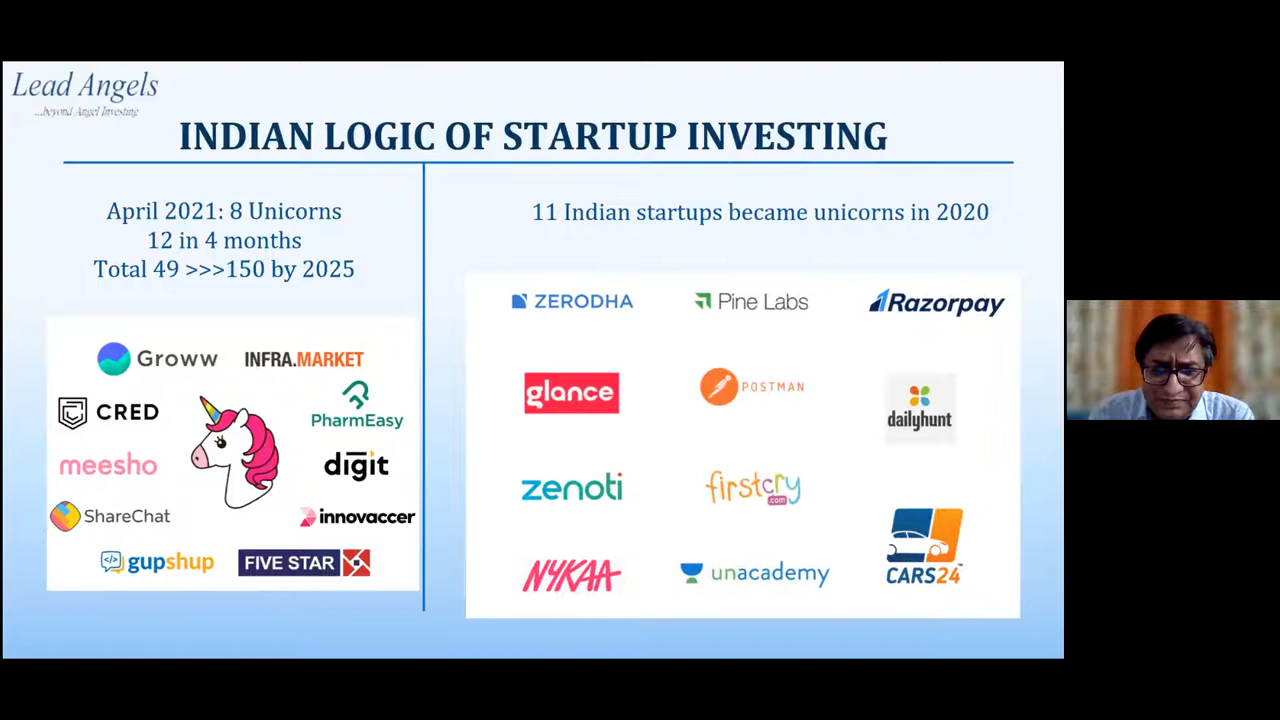 Lead Angels
...beyond Angel Investing
INDIAN LOGIC OF STARTUP INVESTING
April 2021: 8 Unicorns
12 in 4 months
Total 49 >>>150 by 2025
Groww INFRA.MARKET
CRED PharmEasy
meesho digit
ShareChat innovaccer
</> gupshup FIVE STAR
11 Indian startups became unicorns in 2020
ZERODHA Pine Labs Razorpay
glance POSTMAN dailyhunt
zenoti firstcry .com
NYKAA unacademy CARS24™